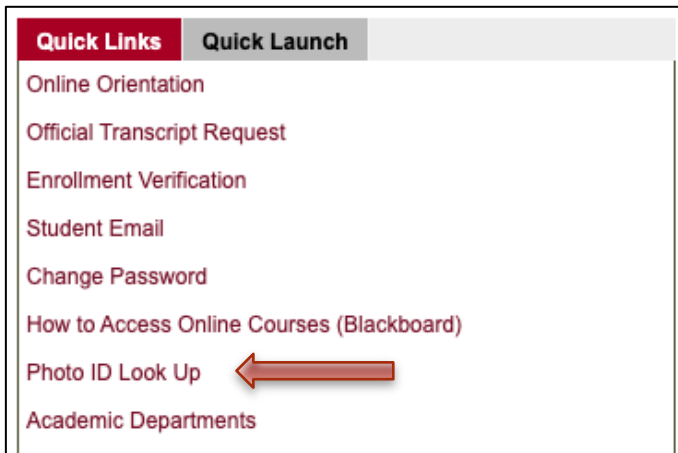 Quick Links Quick Launch
Online Orientation
Official Transcript Request
Enrollment Verification
Student Email
Change Password
How to Access Online Courses (Blackboard)
Photo ID Look Up
Academic Departments